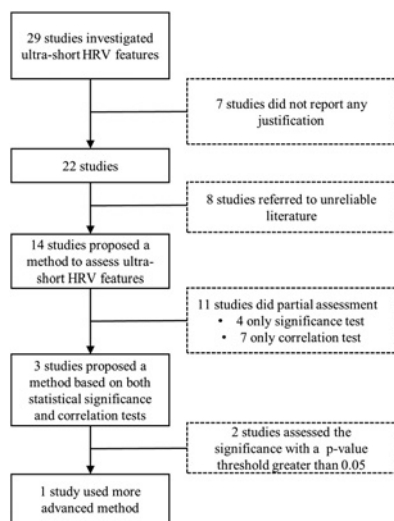 29 studies investigated
ultra-short HRV features
7 studies did not report any
justification
22 studies
8 studies referred to unreliable
literature
14 studies proposed a
method to assess ultra-
short HRV features
11 studies did partial assessment
• 4 only significance test
• 7 only correlation test
3 studies proposed a
method based on both
statistical significance
and correlation tests
2 studies assessed the
significance with a p-value
threshold greater than 0.05
1 study used more
advanced method